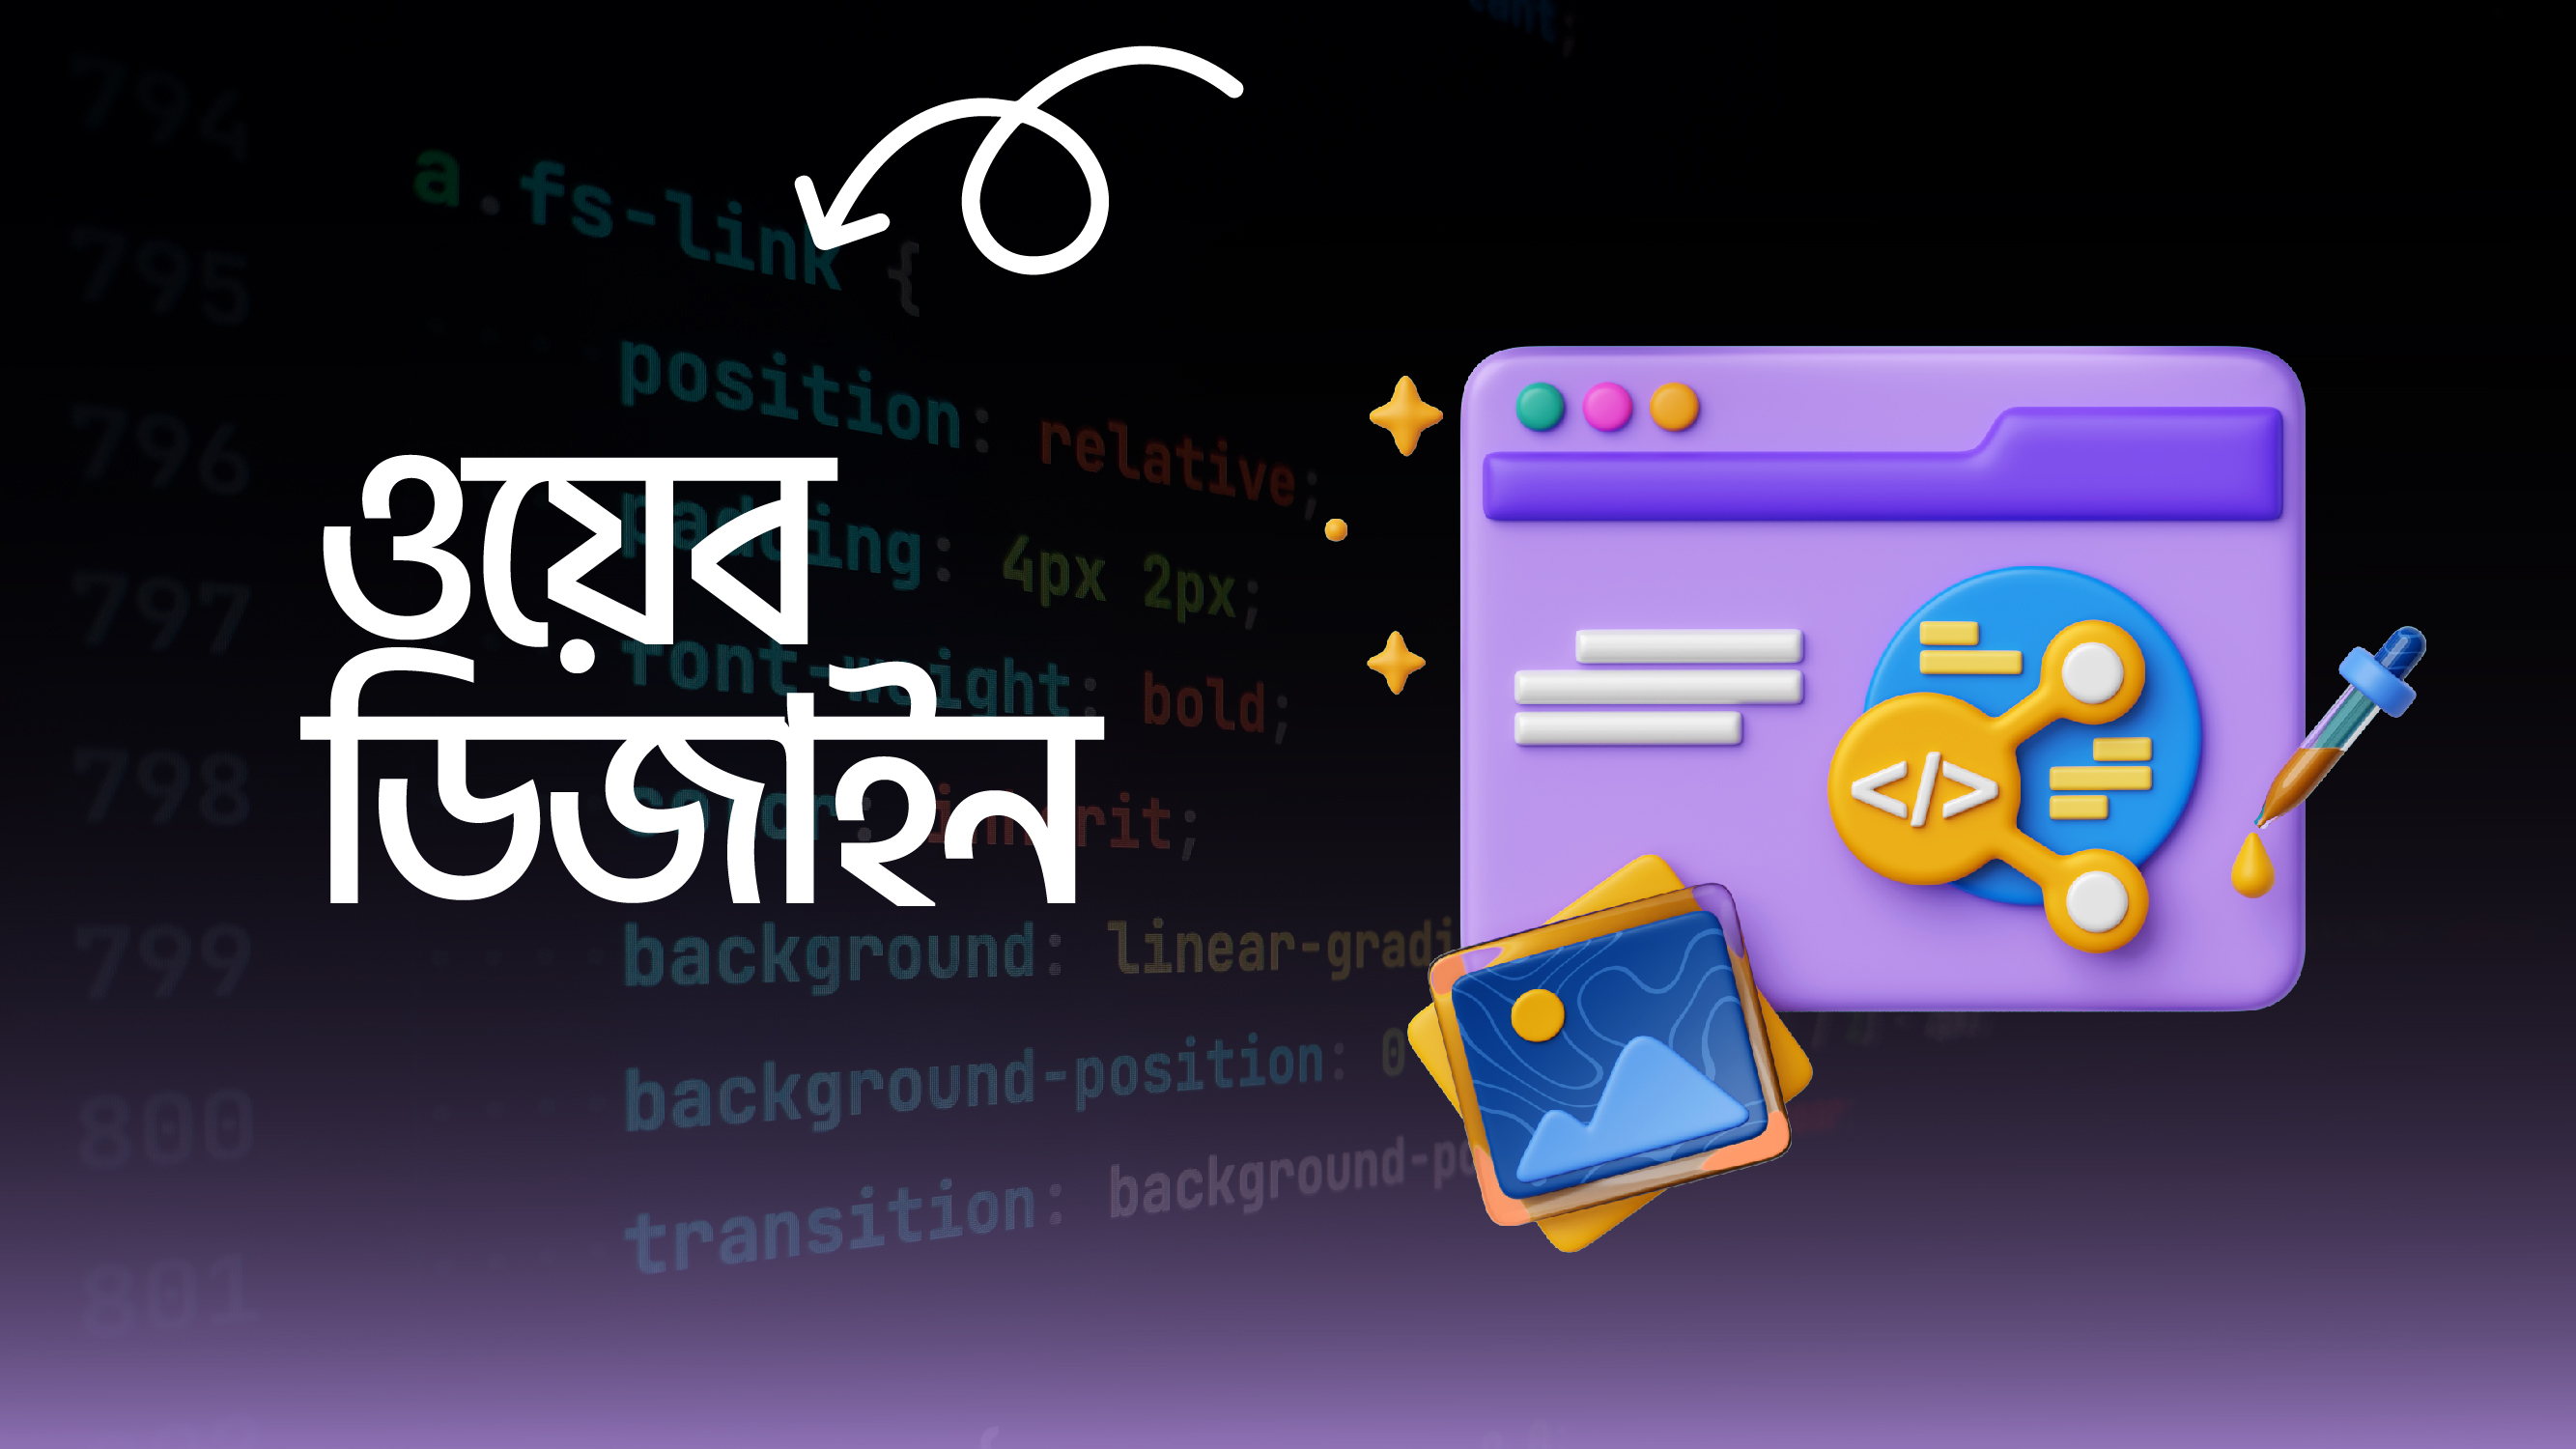 794
a.fs-link {
795
position: relative;
796
padding: 4px 2px;
797
font-weight: bold;
798
color: inherit;
799
background: linear-gradi
800
background-position: 0
801
transition: background-po
ওয়েব
ডিজাইন
</>